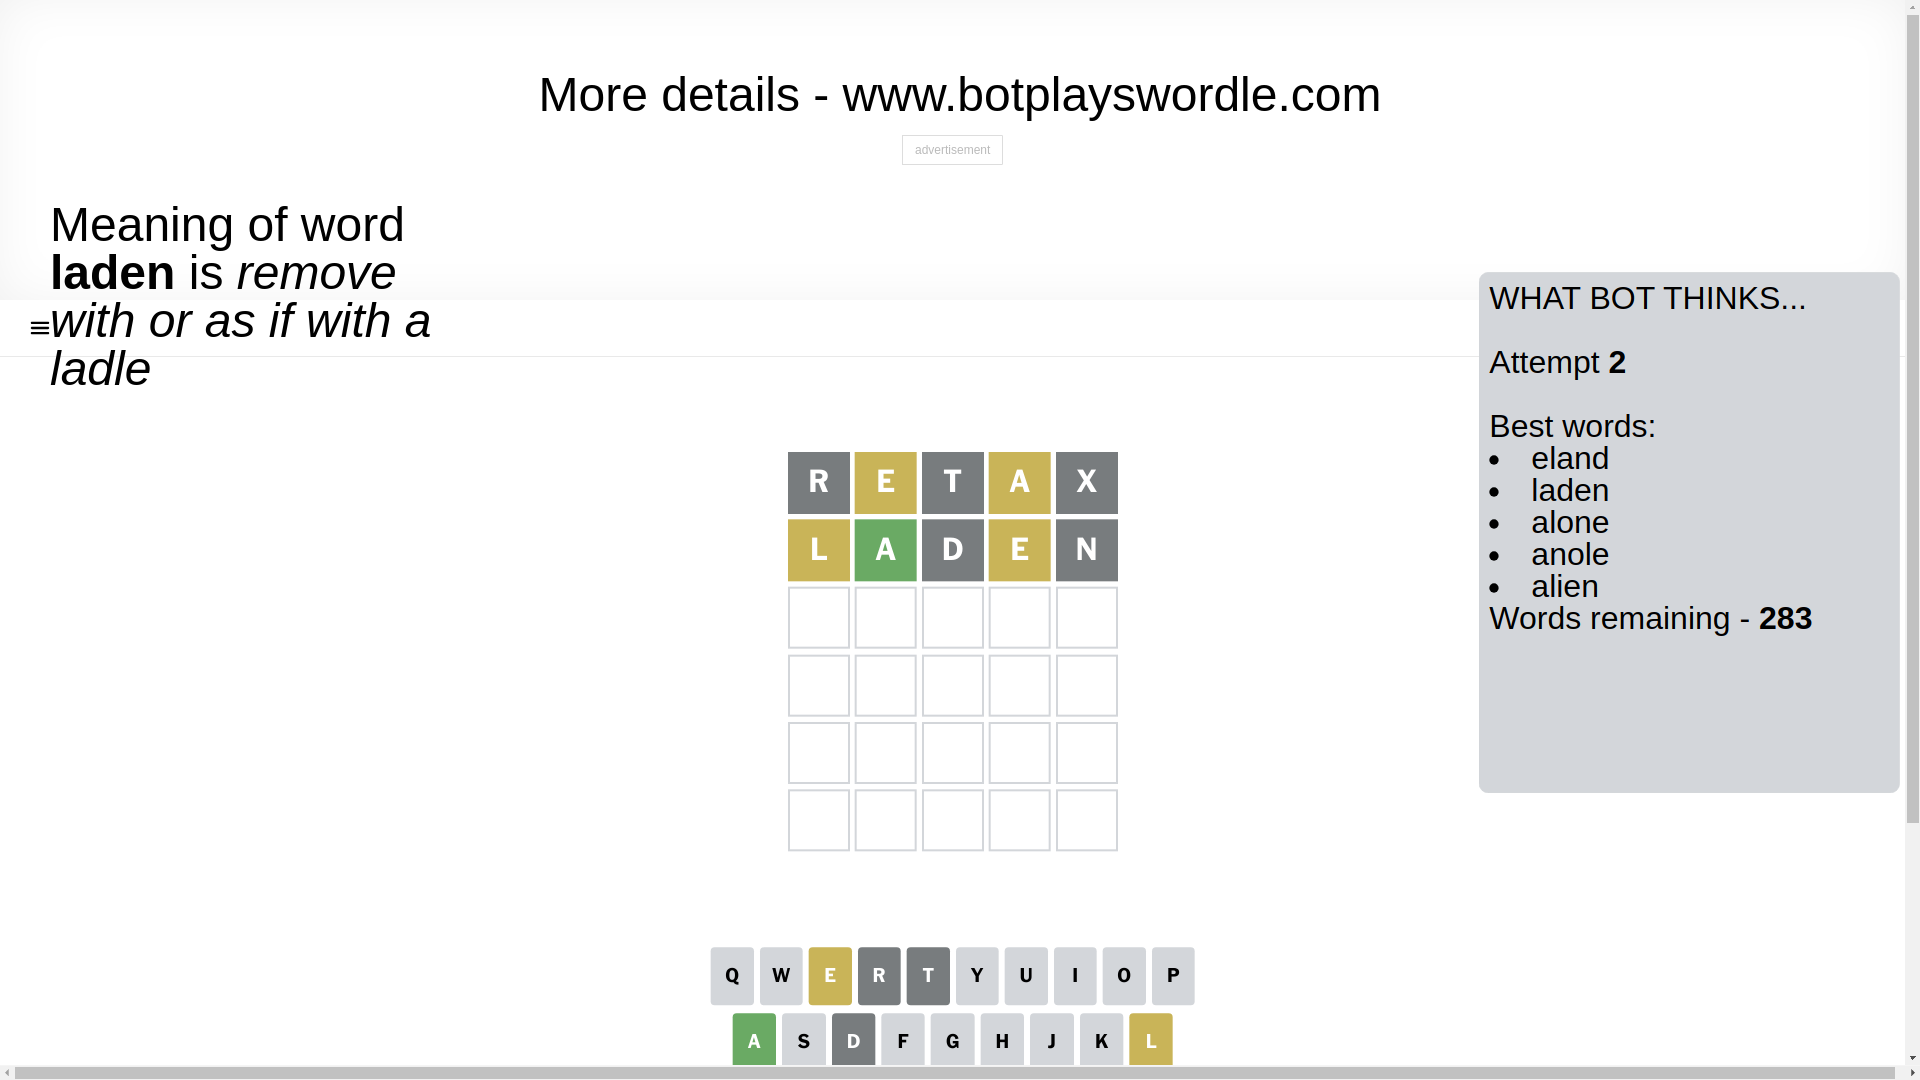 More details - www.botplayswordle.com
advertisement
Meaning of word
laden is remove
with or as if with a
ladle
WHAT BOT THINKS...
Attempt 2
Best words:
• eland
• laden
• alone
• anole
• alien
Words remaining - 283
R E T A X
L A D E N
Q W E R T Y U I O P
A S D F G H J K L